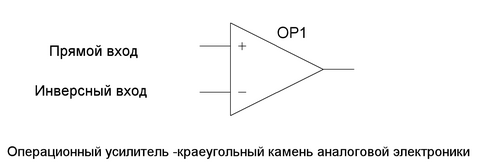 OP1
Прямой вход
+
Инверсный вход
−
Операционный усилитель -краеугольный камень аналоговой электроники